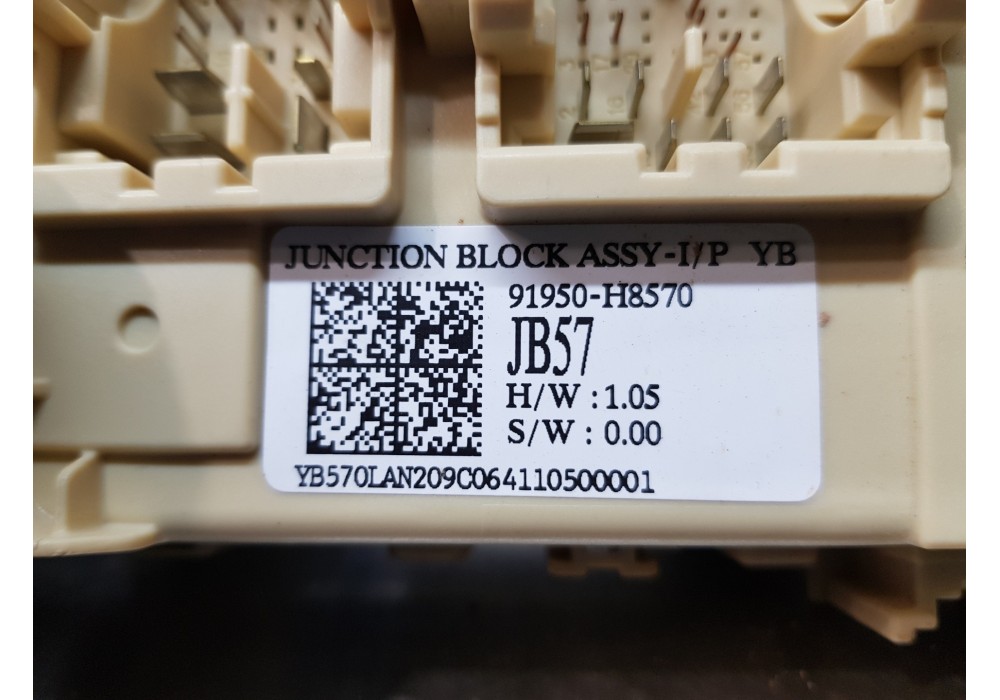 JUNCTION BLOCK ASSY-I/P YB
91950-H8570
JB57
H/W : 1.05
S/W : 0.00
YB570LAN209C064110500001